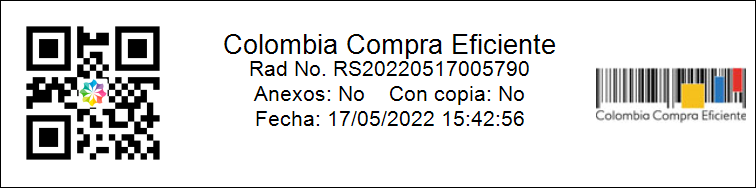 Colombia Compra Eficiente
Rad No. RS20220517005790
Anexos: No    Con copia: No
Fecha: 17/05/2022 15:42:56
Colombia Compra Eficiente